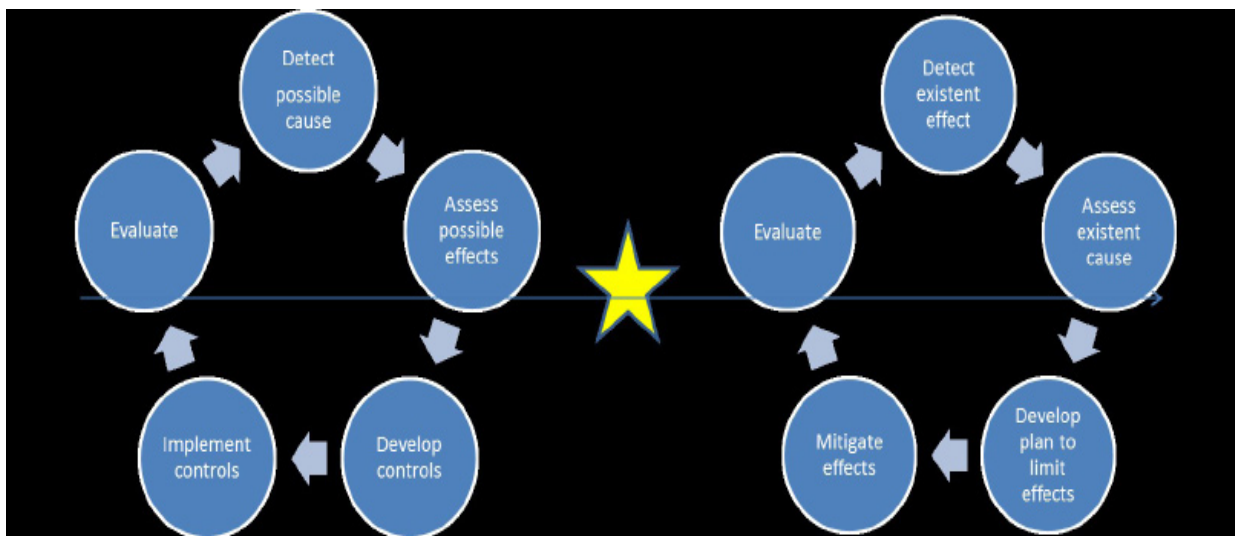 Detect
possible
cause
Assess
possible
effects
Develop
controls
Implement
controls
Evaluate
Detect
existent
effect
Assess
existent
cause
Develop
plan to
limit
effects
Mitigate
effects
Evaluate